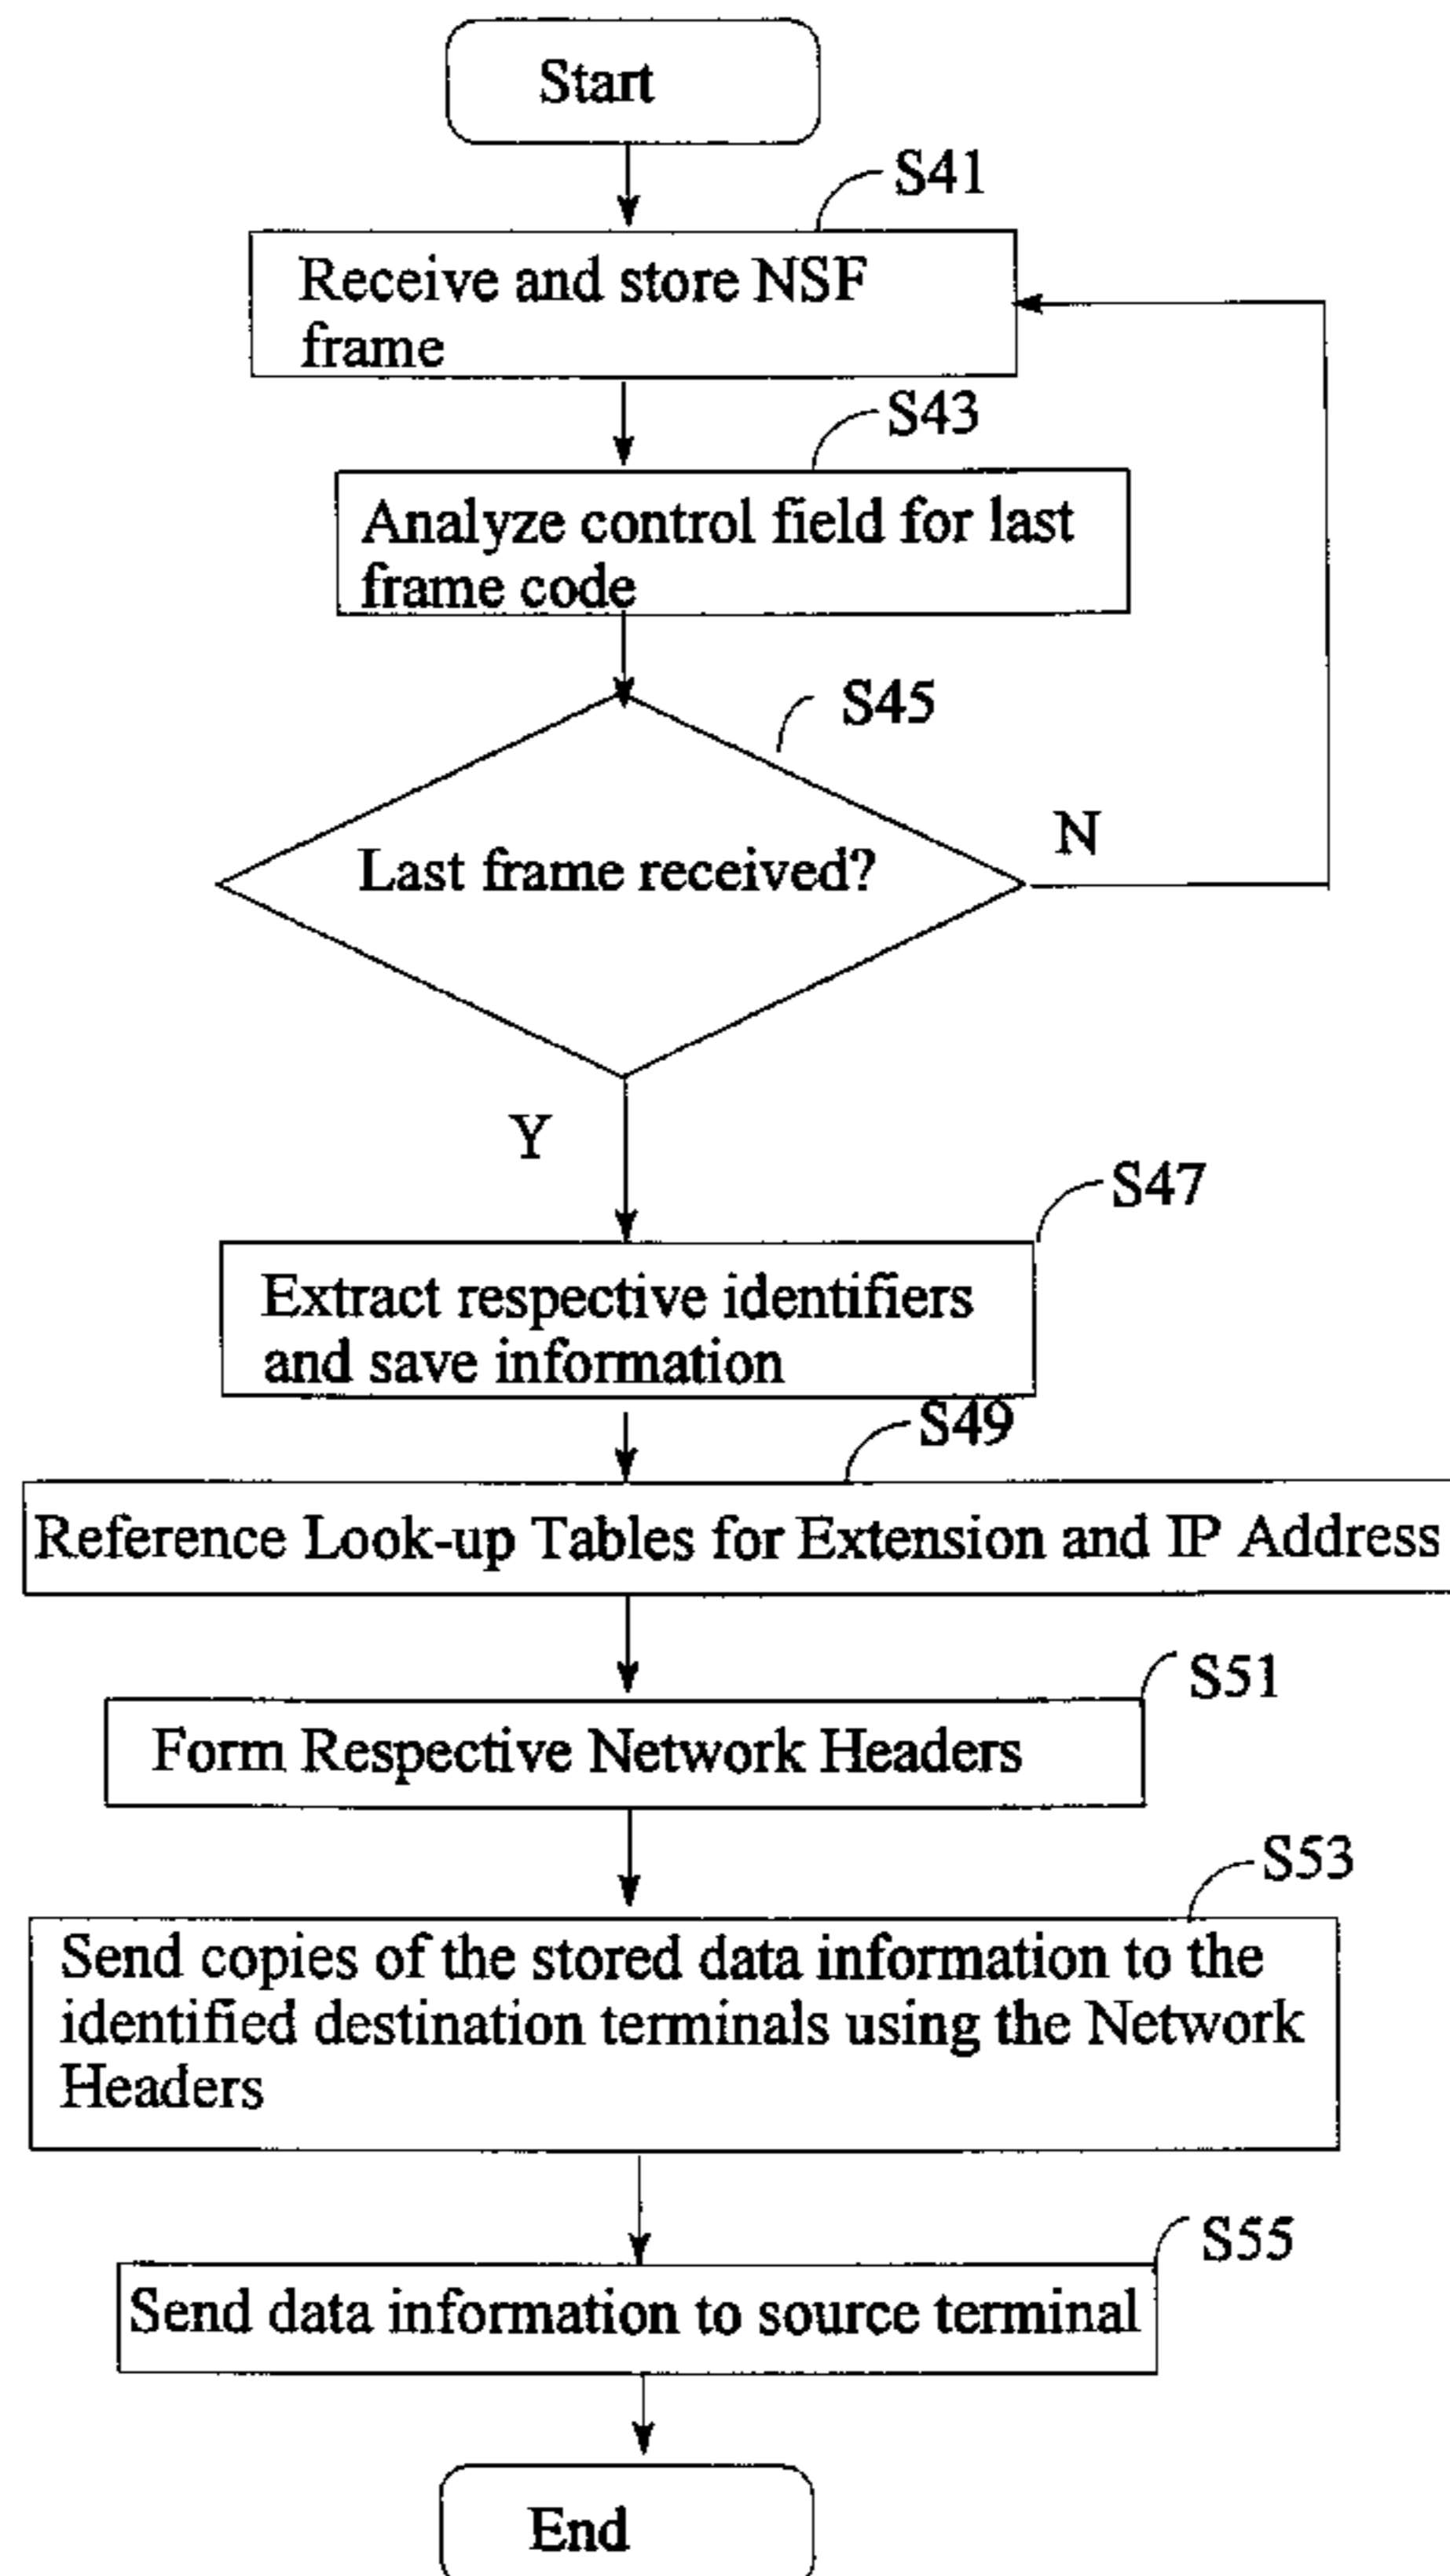 Start
S41
Receive and store NSF
frame
S43
Analyze control field for last
frame code
S45
Last frame received?
N
Y
S47
Extract respective identifiers
and save information
S49
Reference Look-up Tables for Extension and IP Address
S51
Form Respective Network Headers
S53
Send copies of the stored data information to the
identified destination terminals using the Network
Headers
S55
Send data information to source terminal
End